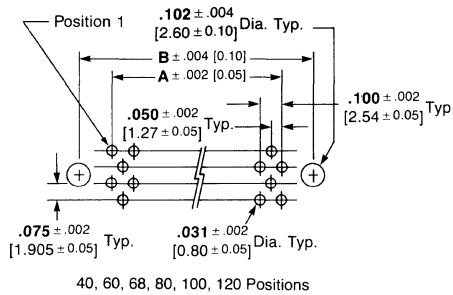 Position 1
.102 ± .004
[2.60 ± 0.10] Dia. Typ.
B ± .004 [0.10]
A ± .002 [0.05]
.050 ± .002
[1.27 ± 0.05] Typ.
.100 ± .002
[2.54 ± 0.05] Typ
.075 ± .002
[1.905 ± 0.05] Typ.
.031 ± .002
[0.80 ± 0.05] Dia. Typ.
40, 60, 68, 80, 100, 120 Positions